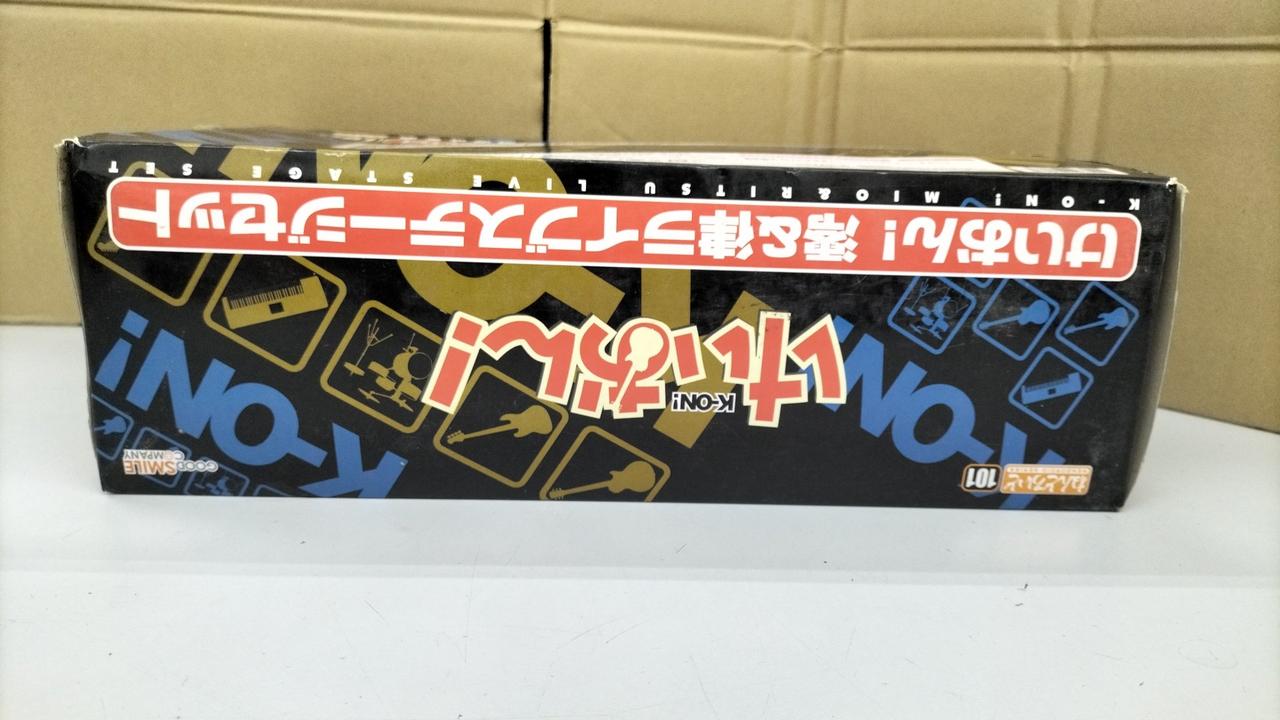 ねんどろいど
NENDOROID SERIES
101
GOOD SMILE
COMPANY
K-ON!
K-ON!
けいおん!
K-ON!
けいおん! 澪&律ライブステージセット
K-ON! MIO&RITSU LIVE STAGE SET